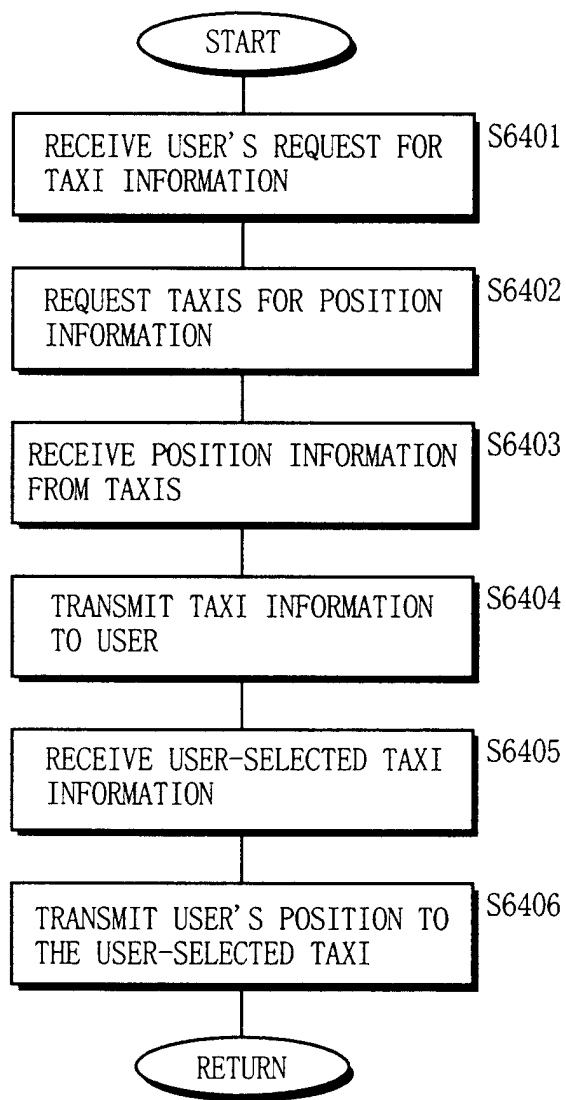 START
RECEIVE USER'S REQUEST FOR
TAXI INFORMATION
S6401
REQUEST TAXIS FOR POSITION
INFORMATION
S6402
RECEIVE POSITION INFORMATION
FROM TAXIS
S6403
TRANSMIT TAXI INFORMATION
TO USER
S6404
RECEIVE USER-SELECTED TAXI
INFORMATION
S6405
TRANSMIT USER'S POSITION TO
THE USER-SELECTED TAXI
S6406
RETURN